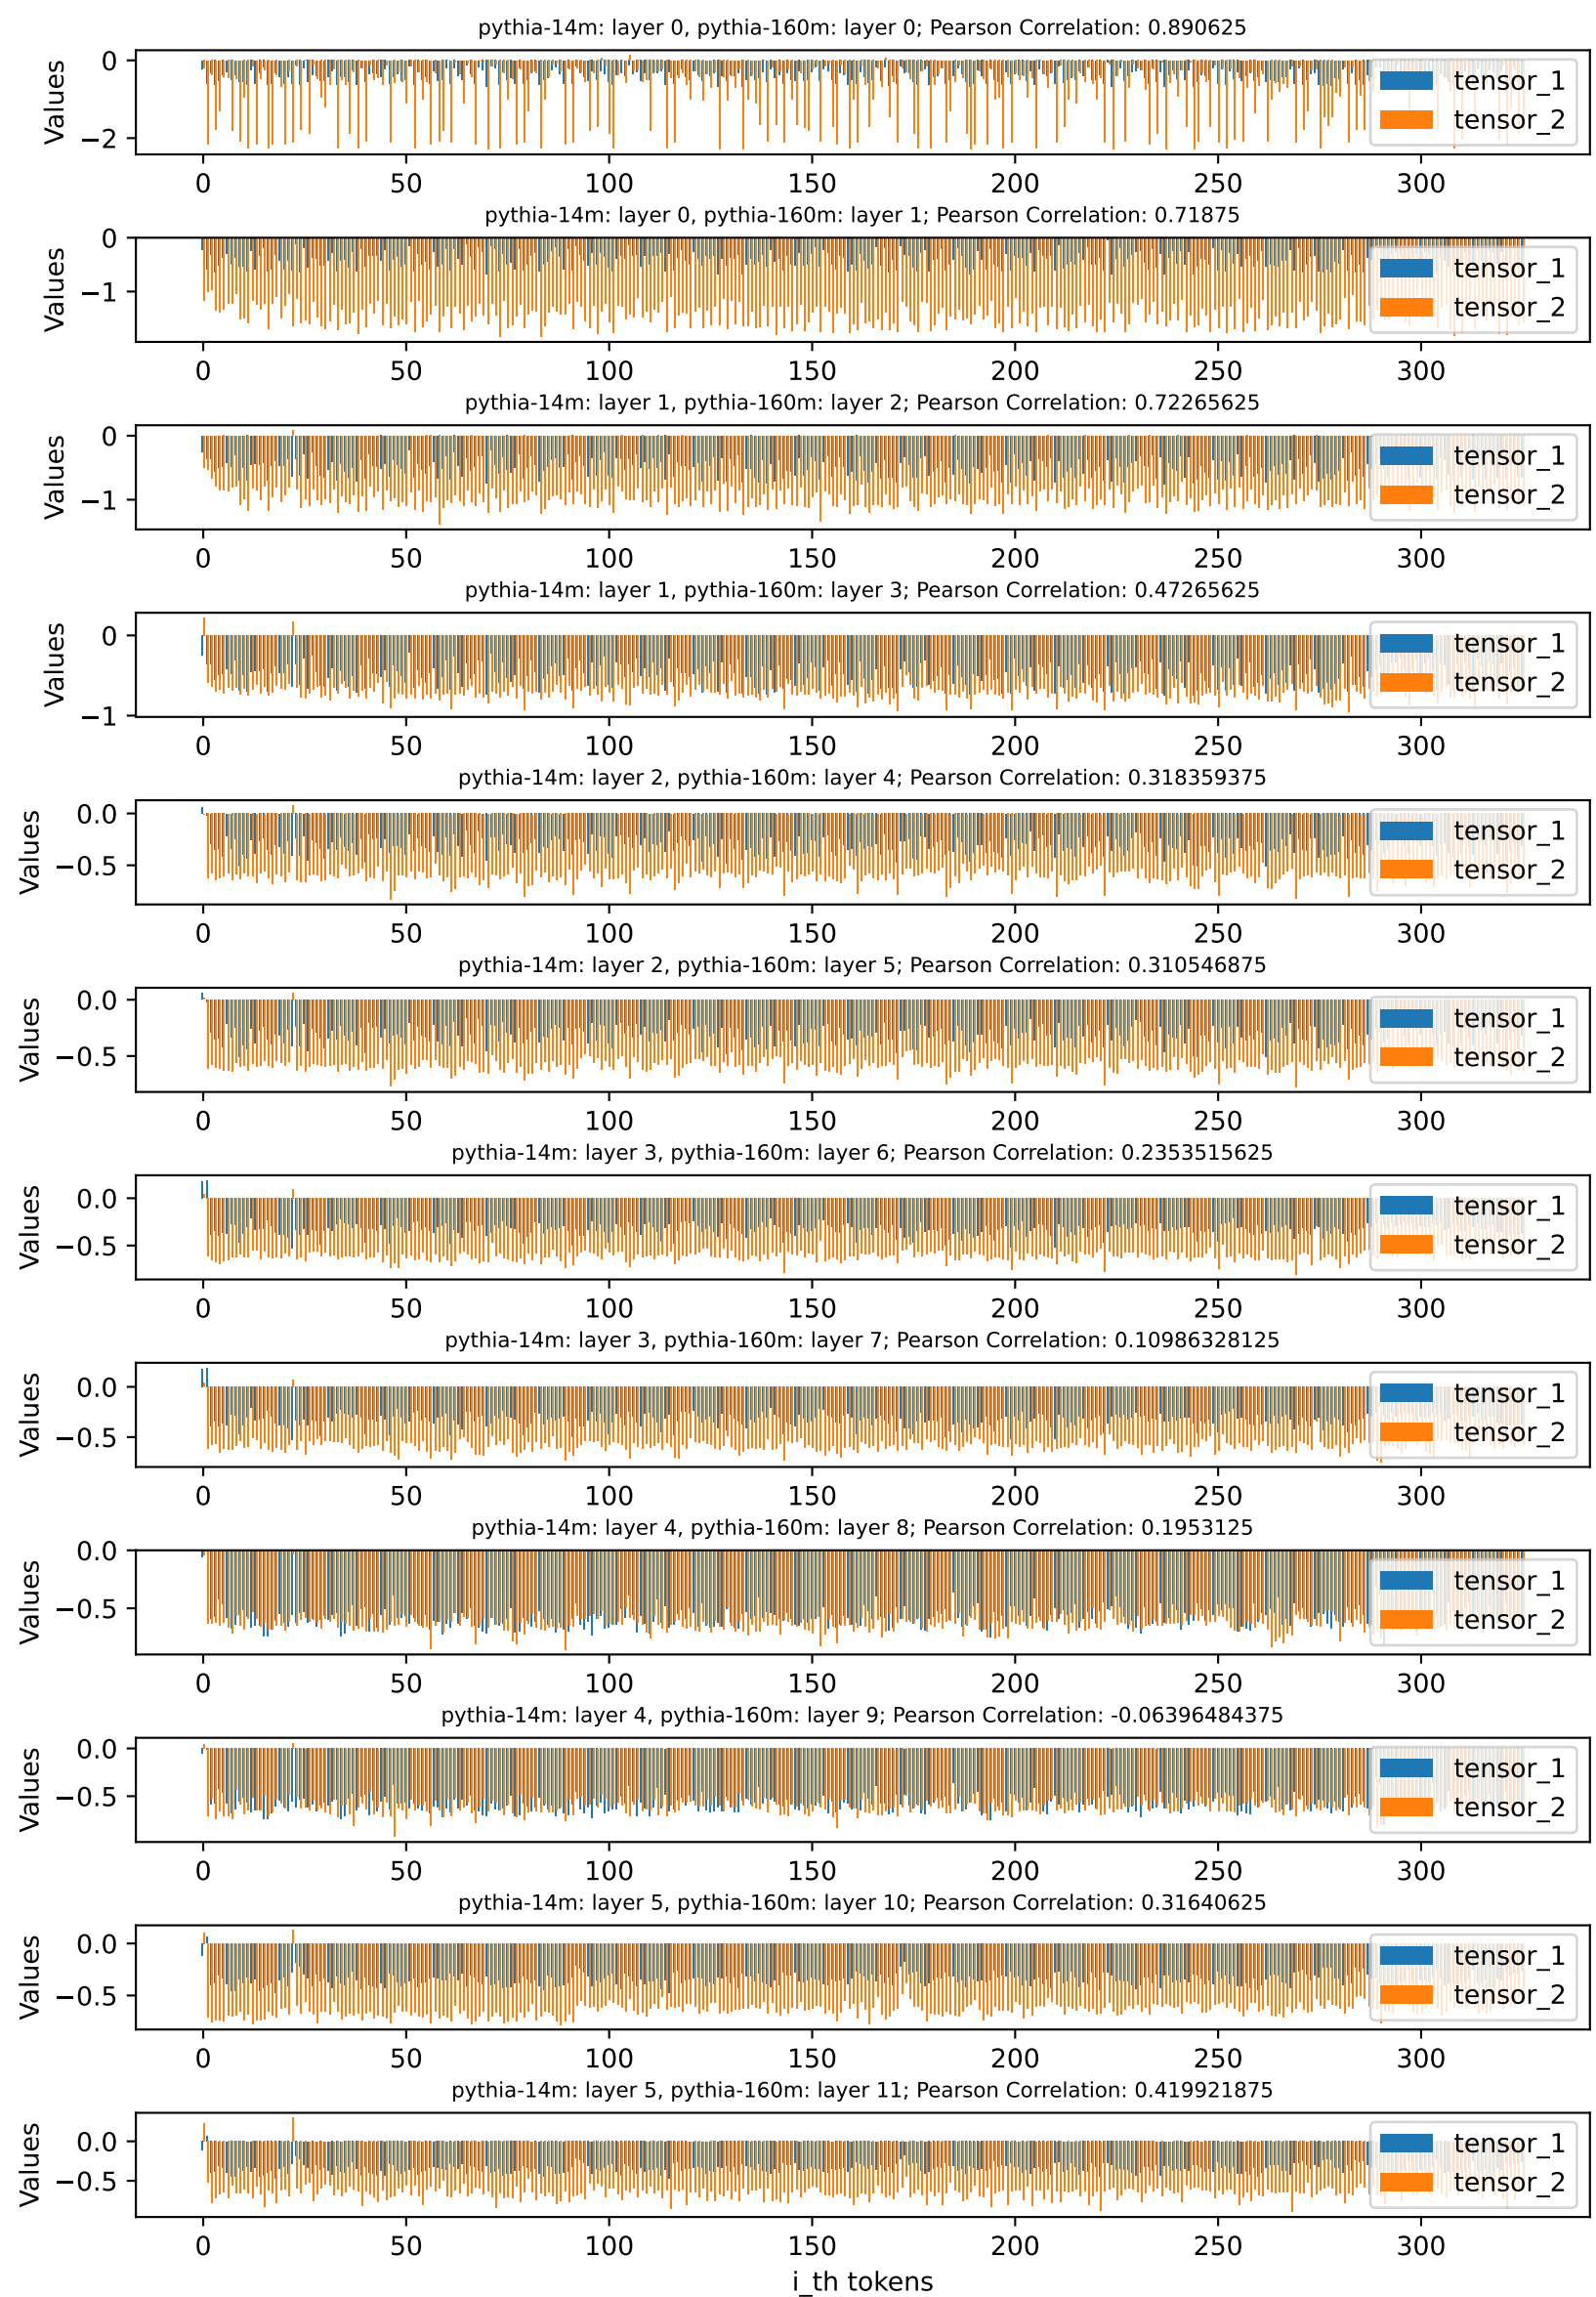 pythia-14m: layer 0, pythia-160m: layer 0; Pearson Correlation: 0.890625
Values
0
−2
tensor_1
tensor_2
0 50 100 150 200 250 300
pythia-14m: layer 0, pythia-160m: layer 1; Pearson Correlation: 0.71875
Values
0
−1
tensor_1
tensor_2
0 50 100 150 200 250 300
pythia-14m: layer 1, pythia-160m: layer 2; Pearson Correlation: 0.72265625
Values
0
−1
tensor_1
tensor_2
0 50 100 150 200 250 300
pythia-14m: layer 1, pythia-160m: layer 3; Pearson Correlation: 0.47265625
Values
0
−1
tensor_1
tensor_2
0 50 100 150 200 250 300
pythia-14m: layer 2, pythia-160m: layer 4; Pearson Correlation: 0.318359375
Values
0.0
−0.5
tensor_1
tensor_2
0 50 100 150 200 250 300
pythia-14m: layer 2, pythia-160m: layer 5; Pearson Correlation: 0.310546875
Values
0.0
−0.5
tensor_1
tensor_2
0 50 100 150 200 250 300
pythia-14m: layer 3, pythia-160m: layer 6; Pearson Correlation: 0.2353515625
Values
0.0
−0.5
tensor_1
tensor_2
0 50 100 150 200 250 300
pythia-14m: layer 3, pythia-160m: layer 7; Pearson Correlation: 0.10986328125
Values
0.0
−0.5
tensor_1
tensor_2
0 50 100 150 200 250 300
pythia-14m: layer 4, pythia-160m: layer 8; Pearson Correlation: 0.1953125
Values
0.0
−0.5
tensor_1
tensor_2
0 50 100 150 200 250 300
pythia-14m: layer 4, pythia-160m: layer 9; Pearson Correlation: -0.06396484375
Values
0.0
−0.5
tensor_1
tensor_2
0 50 100 150 200 250 300
pythia-14m: layer 5, pythia-160m: layer 10; Pearson Correlation: 0.31640625
Values
0.0
−0.5
tensor_1
tensor_2
0 50 100 150 200 250 300
pythia-14m: layer 5, pythia-160m: layer 11; Pearson Correlation: 0.419921875
Values
0.0
−0.5
tensor_1
tensor_2
0 50 100 150 200 250 300
i_th tokens